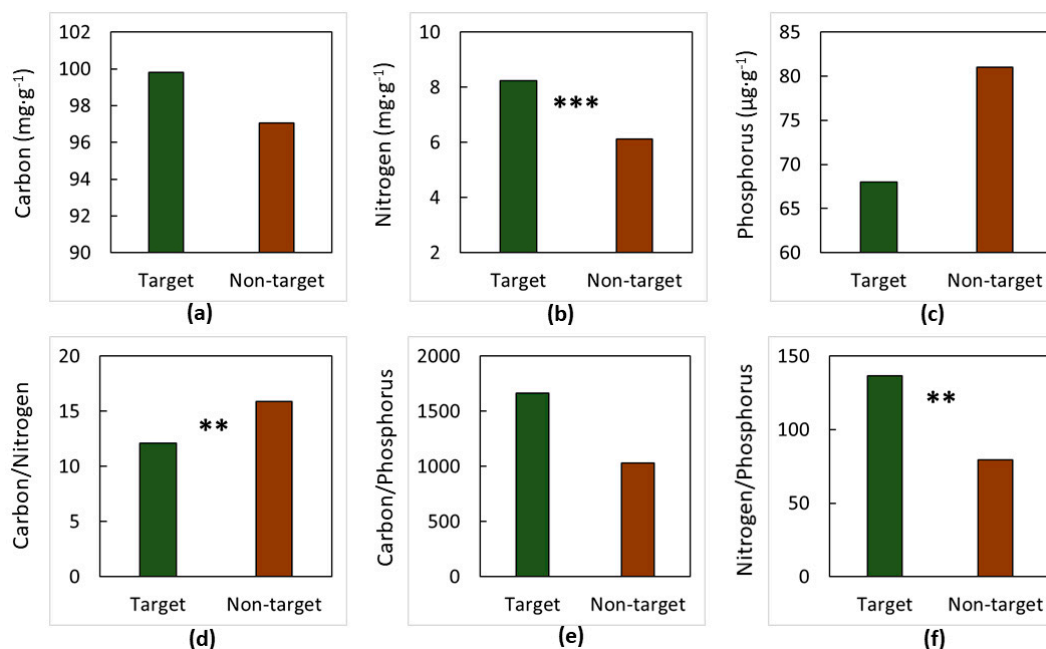 Carbon (mg·g⁻¹)
102
100
98
96
94
92
90
Target Non-target
(a)
Nitrogen (mg·g⁻¹)
10
8
6
4
2
***
Target Non-target
(b)
Phosphorus (µg·g⁻¹)
85
80
75
70
65
60
Target Non-target
(c)
Carbon/Nitrogen
20
15
10
5
0
**
Target Non-target
(d)
Carbon/Phosphorus
2000
1500
1000
500
0
Target Non-target
(e)
Nitrogen/Phosphorus
150
100
50
0
**
Target Non-target
(f)